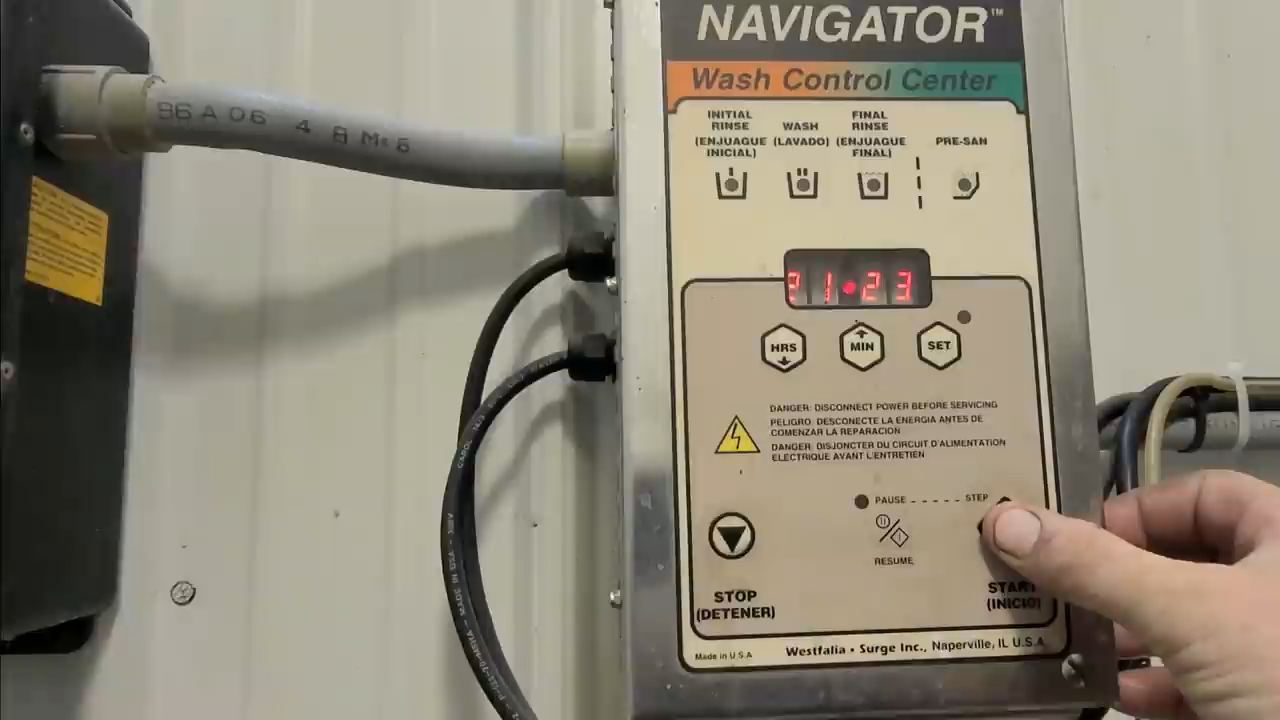 NAVIGATOR™
Wash Control Center
INITIAL RINSE
(ENJUAGUE INICIAL)
WASH
(LAVADO)
FINAL RINSE
(ENJUAGUE FINAL)
PRE-SAN
96 A 06 4 8
21 23
HRS
MIN
SET
DANGER: DISCONNECT POWER BEFORE SERVICING
PELIGRO: DESCONECTE LA ENERGIA ANTES DE
COMENZAR LA REPARACION
DANGER: DISJONCTER DU CIRCUIT D'ALIMENTATION
ELECTRIQUE AVANT L'ENTRETIEN
PAUSE - - - - - - STEP
RESUME
STOP
(DETENER)
START
(INICIO)
Made in U.S.A
Westfalia • Surge Inc., Naperville, IL U.S.A.